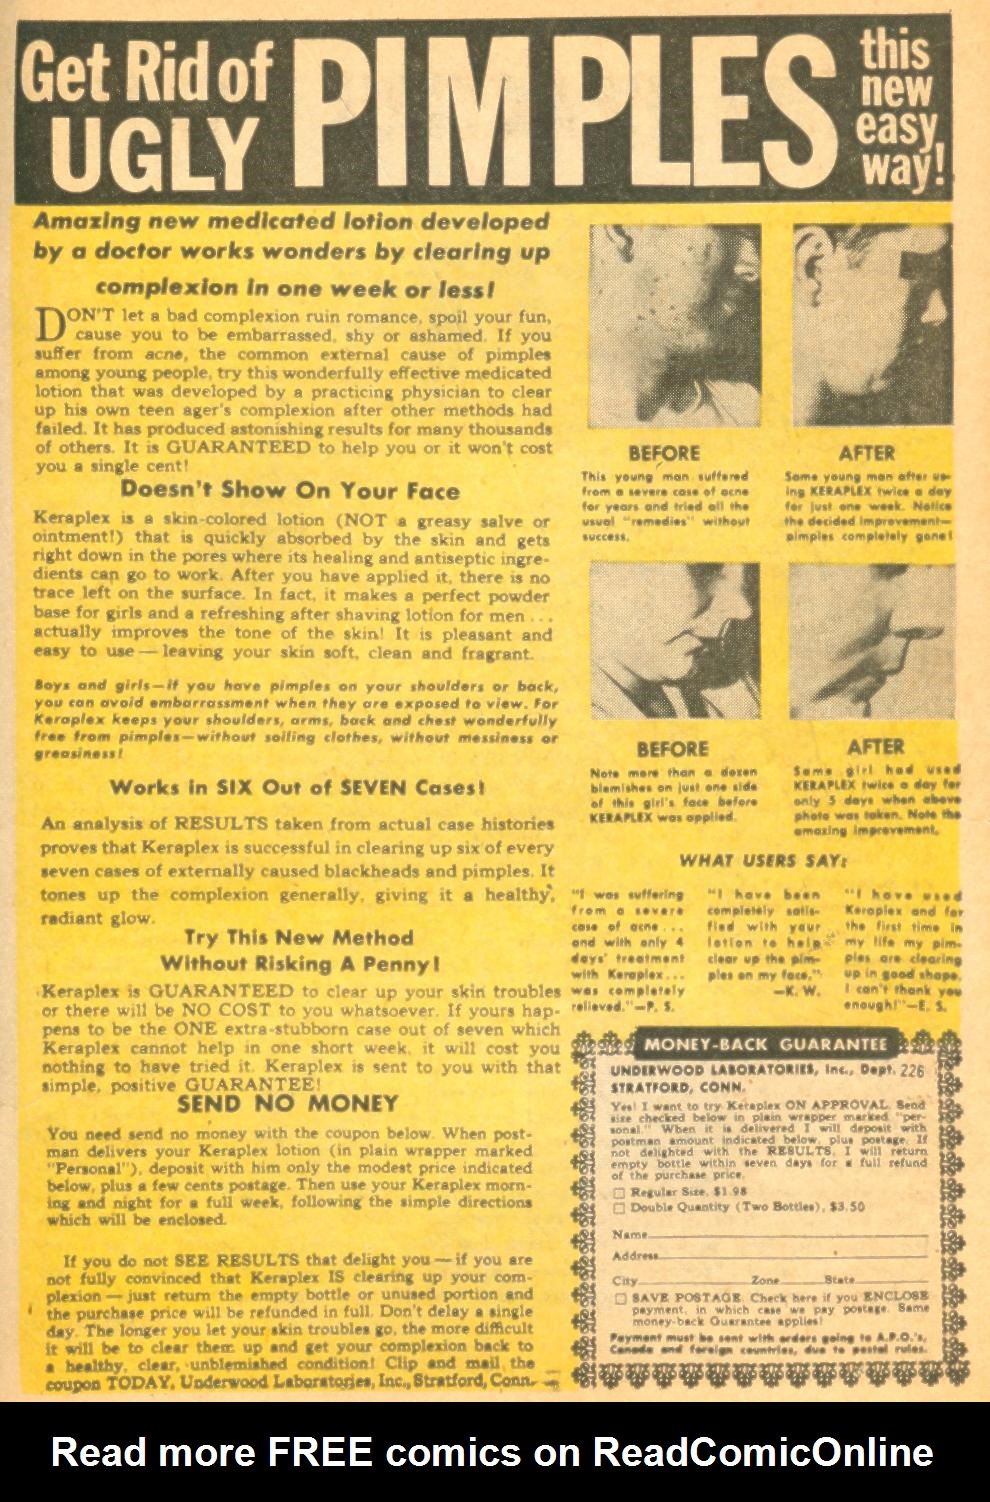 Get Rid of
UGLY
PIMPLES
this
new
easy
way!
Amazing new medicated lotion developed
by a doctor works wonders by clearing up
complexion in one week or less!
DON'T let a bad complexion ruin romance, spoil your fun,
cause you to be embarrassed, shy or ashamed. If you
suffer from acne, the common external cause of pimples
among young people, try this wonderfully effective medicated
lotion that was developed by a practicing physician to clear
up his own teen ager's complexion after other methods had
failed. It has produced astonishing results for many thousands
of others. It is GUARANTEED to help you or it won't cost
you a single cent!
Doesn't Show On Your Face
Keraplex is a skin-colored lotion (NOT a greasy salve or
ointment!) that is quickly absorbed by the skin and gets
right down in the pores where its healing and antiseptic ingre-
dients can go to work. After you have applied it, there is no
trace left on the surface. In fact, it makes a perfect powder
base for girls and a refreshing after shaving lotion for men ...
actually improves the tone of the skin! It is pleasant and
easy to use — leaving your skin soft, clean and fragrant.
Boys and girls—if you have pimples on your shoulders or back,
you can avoid embarrassment when they are exposed to view. For
Keraplex keeps your shoulders, arms, back and chest wonderfully
free from pimples—without soiling clothes, without messiness or
greasiness!
Works in SIX Out of SEVEN Cases!
An analysis of RESULTS taken from actual case histories
proves that Keraplex is successful in clearing up six of every
seven cases of externally caused blackheads and pimples. It
tones up the complexion generally, giving it a healthy,
radiant glow.
Try This New Method
Without Risking A Penny!
Keraplex is GUARANTEED to clear up your skin troubles
or there will be NO COST to you whatsoever. If yours hap-
pens to be the ONE extra-stubborn case out of seven which
Keraplex cannot help in one short week, it will cost you
nothing to have tried it. Keraplex is sent to you with that
simple, positive GUARANTEE!
SEND NO MONEY
You need send no money with the coupon below. When post-
man delivers your Keraplex lotion (in plain wrapper marked
"Personal"), deposit with him only the modest price indicated
below, plus a few cents postage. Then use your Keraplex morn-
ing and night for a full week, following the simple directions
which will be enclosed.
If you do not SEE RESULTS that delight you — if you are
not fully convinced that Keraplex IS clearing up your com-
plexion — just return the empty bottle or unused portion and
the purchase price will be refunded in full. Don't delay a single
day. The longer you let your skin troubles go, the more difficult
it will be to clear them up and get your complexion back to
a healthy, clear, unblemished condition! Clip and mail the
coupon TODAY, Underwood Laboratories, Inc., Stratford, Conn.
BEFORE
This young man suffered
from a severe case of acne
for years and tried all the
usual "remedies" without
success.
AFTER
Same young man after us-
ing KERAPLEX twice a day
for just one week. Notice
the decided improvement—
pimples completely gone!
BEFORE
Note more than a dozen
blemishes on just one side
of this girl's face before
KERAPLEX was applied.
AFTER
Same girl had used
KERAPLEX twice a day for
only 5 days when above
photo was taken. Note the
amazing improvement.
WHAT USERS SAY:
"I was suffering
from a severe
case of acne ...
and with only 4
days' treatment
with Keraplex...
was completely
relieved."—P. S.
"I have been
completely satis-
fied with your
lotion to help
clear up the pim-
ples on my face."
—K. W.
"I have used
Keraplex and for
the first time in
my life my pim-
ples are clearing
up in good shape.
I can't thank you
enough!"—E. S.
MONEY-BACK GUARANTEE
UNDERWOOD LABORATORIES, Inc., Dept. 226
STRATFORD, CONN.
Yes! I want to try Keraplex ON APPROVAL. Send
size checked below in plain wrapper marked "per-
sonal." When it is delivered I will deposit with
postman amount indicated below, plus postage. If
not delighted with the RESULTS, I will return
empty bottle within seven days for a full refund
of the purchase price.
Regular Size, $1.98
Double Quantity (Two Bottles), $3.50
Name
Address
City Zone State
SAVE POSTAGE. Check here if you ENCLOSE
payment, in which case we pay postage. Same
money-back Guarantee applies!
Payment must be sent with orders going to A.P.O.'s,
Canada and foreign countries, due to postal rules.
Read more FREE comics on ReadComicOnline